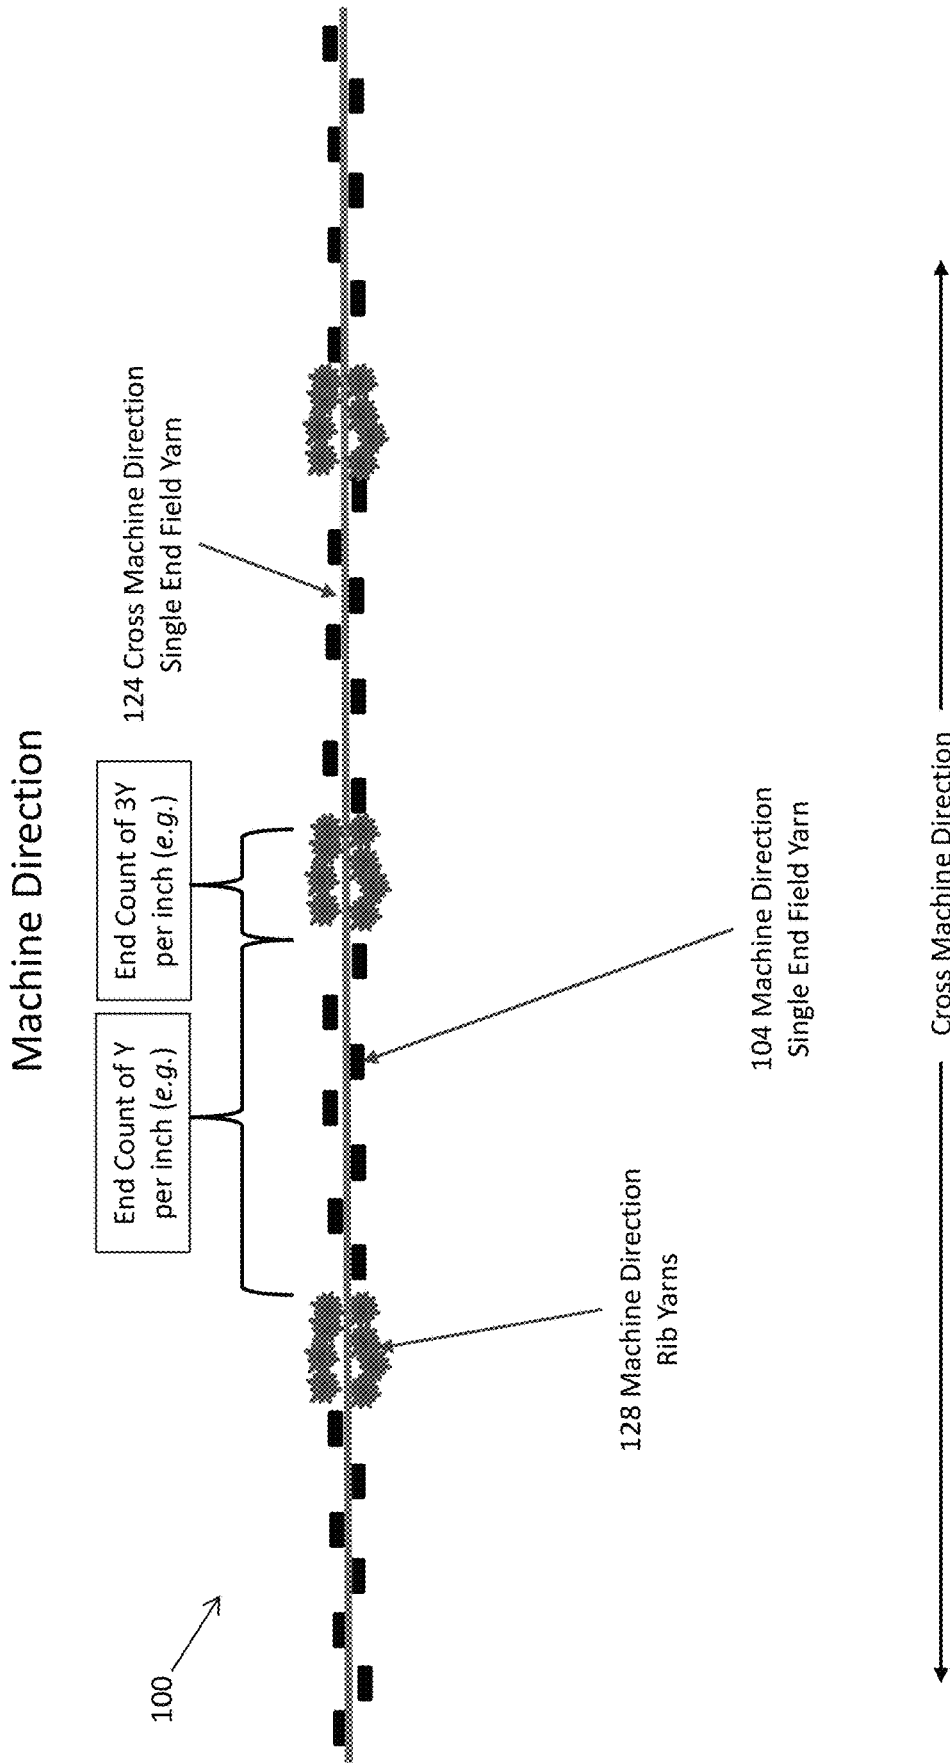 Machine Direction
100
End Count of Y
per inch (e.g.)
End Count of 3Y
per inch (e.g.)
124 Cross Machine Direction
Single End Field Yarn
128 Machine Direction
Rib Yarns
104 Machine Direction
Single End Field Yarn
Cross Machine Direction